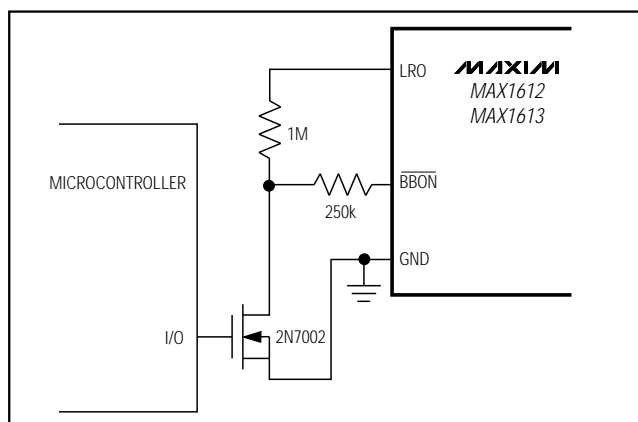 LRO
MAXIM
MAX1612
MAX1613
1M
MICROCONTROLLER
BBON
250k
GND
I/O
2N7002